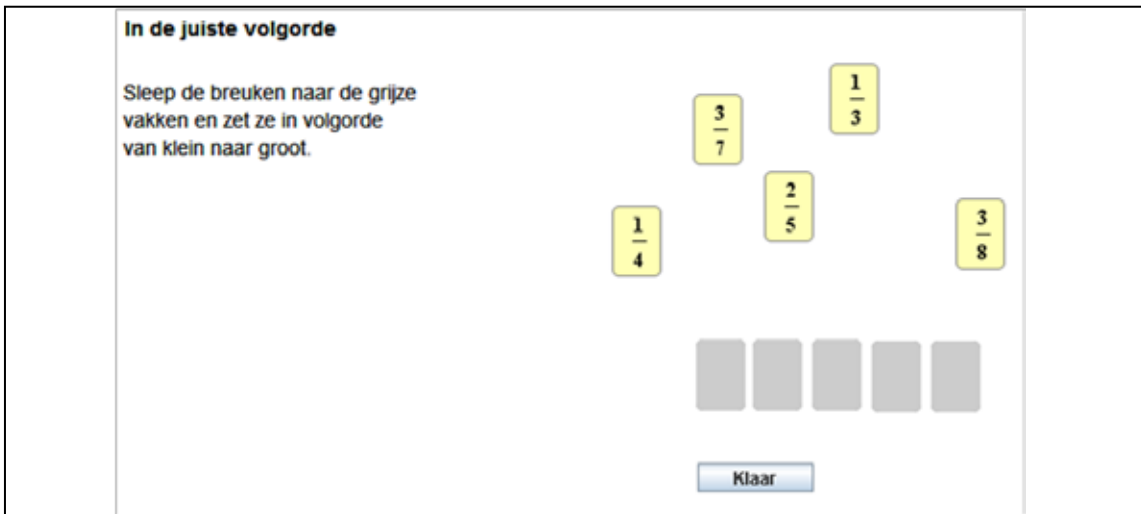 In de juiste volgorde
Sleep de breuken naar de grijze
vakken en zet ze in volgorde
van klein naar groot.
1/3
3/7
2/5
1/4
3/8
Klaar